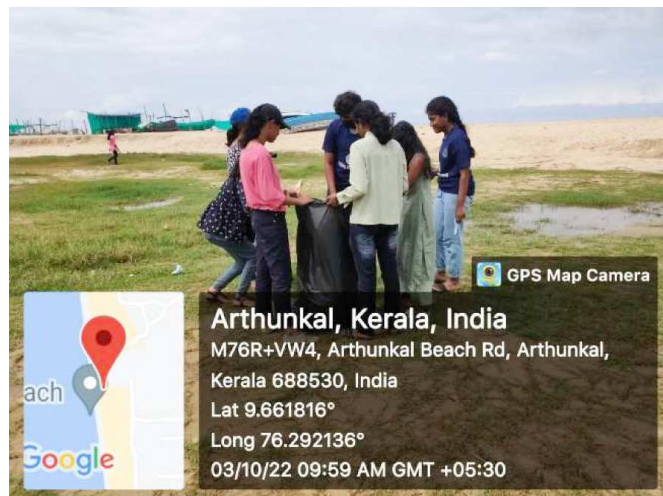 GPS Map Camera
Arthunkal, Kerala, India
M76R+VW4, Arthunkal Beach Rd, Arthunkal,
Kerala 688530, India
Lat 9.661816°
Long 76.292136°
03/10/22 09:59 AM GMT +05:30
ach
Google